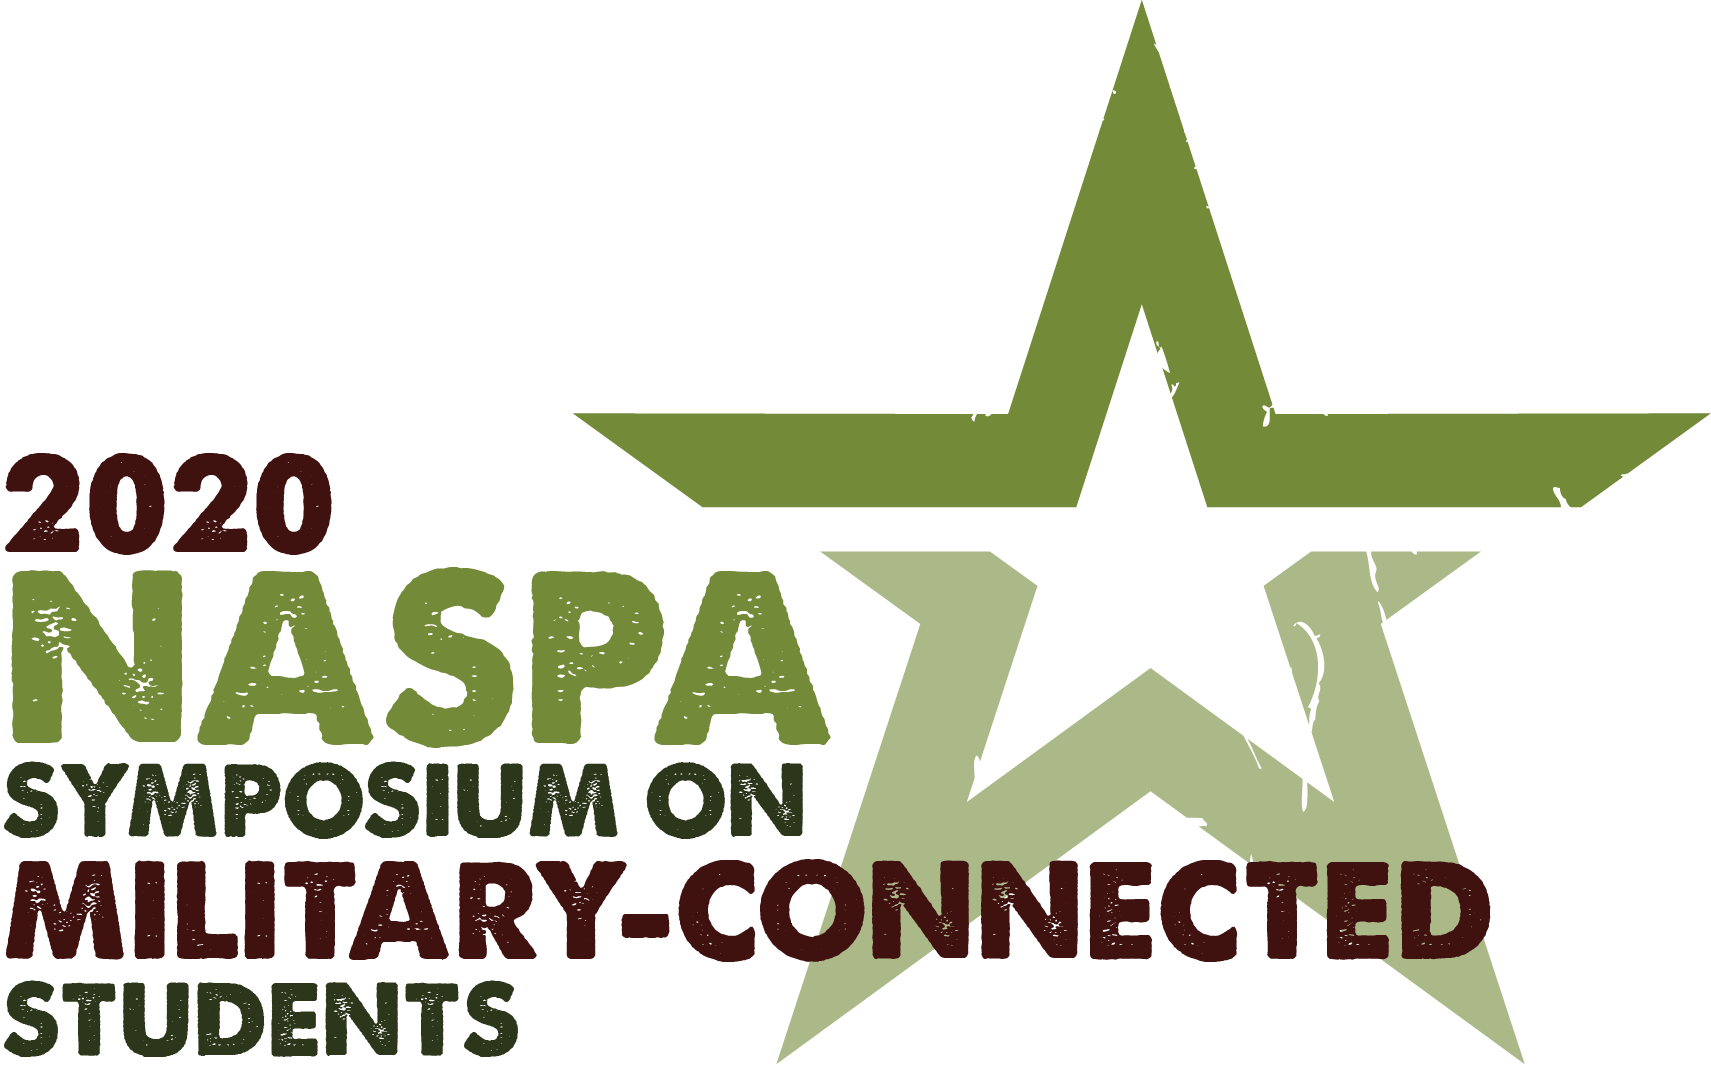 2020
NASPA
SYMPOSIUM ON
MILITARY-CONNECTED
STUDENTS